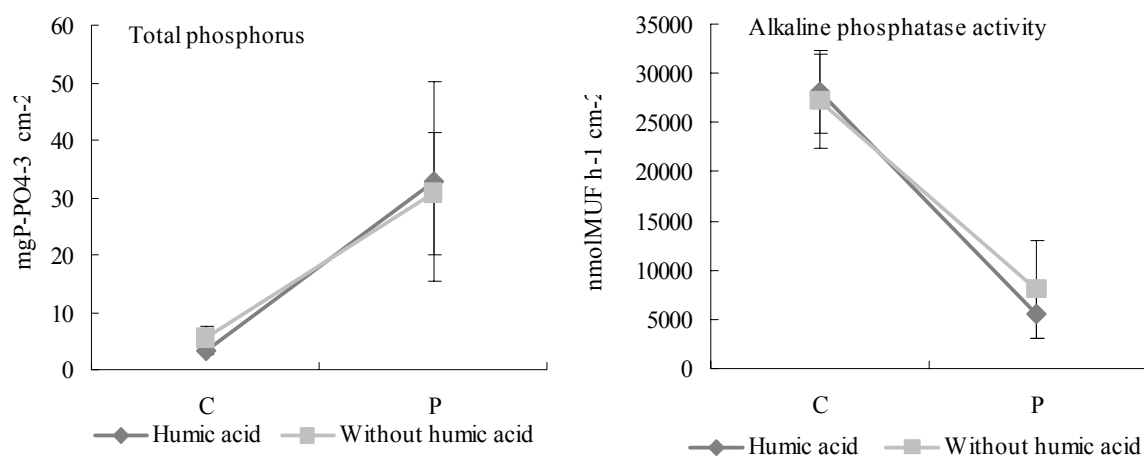 Total phosphorus
mgP-PO4-3 cm-2
60
50
40
30
20
10
0
C P
Humic acid Without humic acid
Alkaline phosphatase activity
nmolMUF h-1 cm-2
35000
30000
25000
20000
15000
10000
5000
0
C P
Humic acid Without humic acid